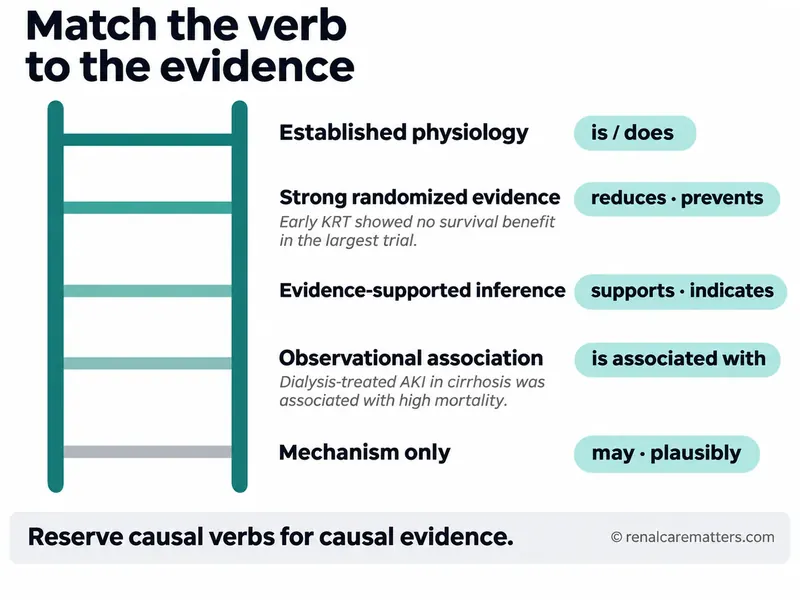 Match the verb
to the evidence
Established physiology
is / does
Strong randomized evidence
reduces · prevents
Early KRT showed no survival benefit
in the largest trial.
Evidence-supported inference
supports · indicates
Observational association
is associated with
Dialysis-treated AKI in cirrhosis was
associated with high mortality.
Mechanism only
may · plausibly
Reserve causal verbs for causal evidence.
© renalcarematters.com